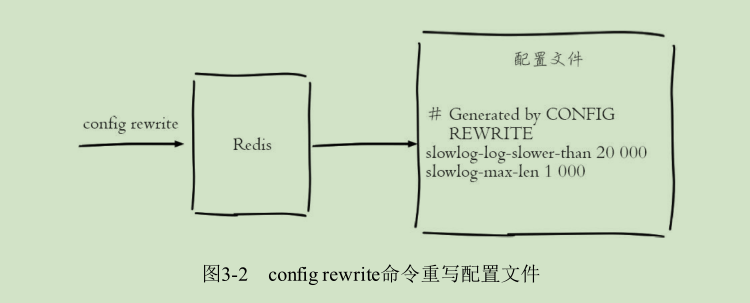 config rewrite
Redis
配置文件
# Generated by CONFIG
REWRITE
slowlog-log-slower-than 20 000
slowlog-max-len 1 000
图3-2 config rewrite命令重写配置文件